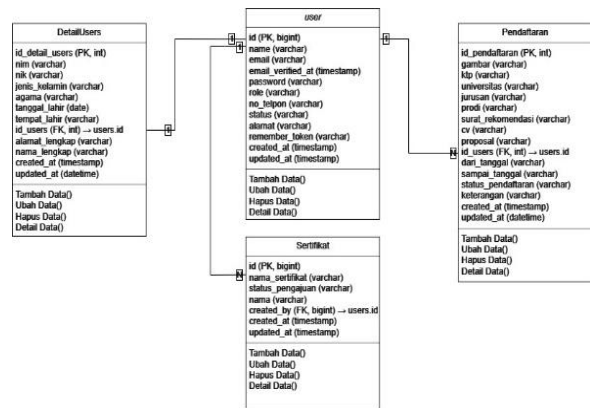 DetailUsers
id_detail_users (PK, int)
nim (varchar)
nik (varchar)
jenis_kelamin (varchar)
agama (varchar)
tanggal_lahir (date)
tempat_lahir (varchar)
id_users (FK, int) → users.id
alamat_lengkap (varchar)
nama_lengkap (varchar)
created_at (timestamp)
updated_at (datetime)
Tambah Data()
Ubah Data()
Hapus Data()
Detail Data()
1
1
user
id (PK, bigint)
name (varchar)
email (varchar)
email_verified_at (timestamp)
password (varchar)
role (varchar)
no_telpon (varchar)
status (varchar)
alamat (varchar)
remember_token (varchar)
created_at (timestamp)
updated_at (timestamp)
Tambah Data()
Ubah Data()
Hapus Data()
Detail Data()
1
1
N
N
Sertifikat
id (PK, bigint)
nama_sertifikat (varchar)
status_pengajuan (varchar)
nama (varchar)
created_by (FK, bigint) → users.id
created_at (timestamp)
updated_at (timestamp)
Tambah Data()
Ubah Data()
Hapus Data()
Detail Data()
Pendaftaran
id_pendaftaran (PK, int)
gambar (varchar)
ktp (varchar)
universitas (varchar)
jurusan (varchar)
prodi (varchar)
surat_rekomendasi (varchar)
cv (varchar)
proposal (varchar)
id_users (FK, int) → users.id
dari_tanggal (varchar)
sampai_tanggal (varchar)
status_pendaftaran (varchar)
keterangan (varchar)
created_at (timestamp)
updated_at (datetime)
Tambah Data()
Ubah Data()
Hapus Data()
Detail Data()